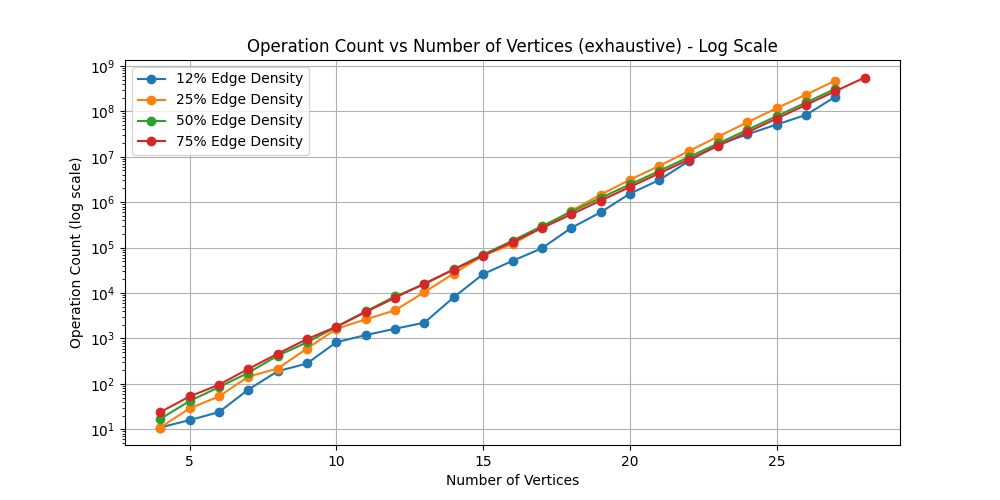 Operation Count vs Number of Vertices (exhaustive) - Log Scale
12% Edge Density
25% Edge Density
50% Edge Density
75% Edge Density
Operation Count (log scale)
10⁹
10⁸
10⁷
10⁶
10⁵
10⁴
10³
10²
10¹
5 10 15 20 25
Number of Vertices